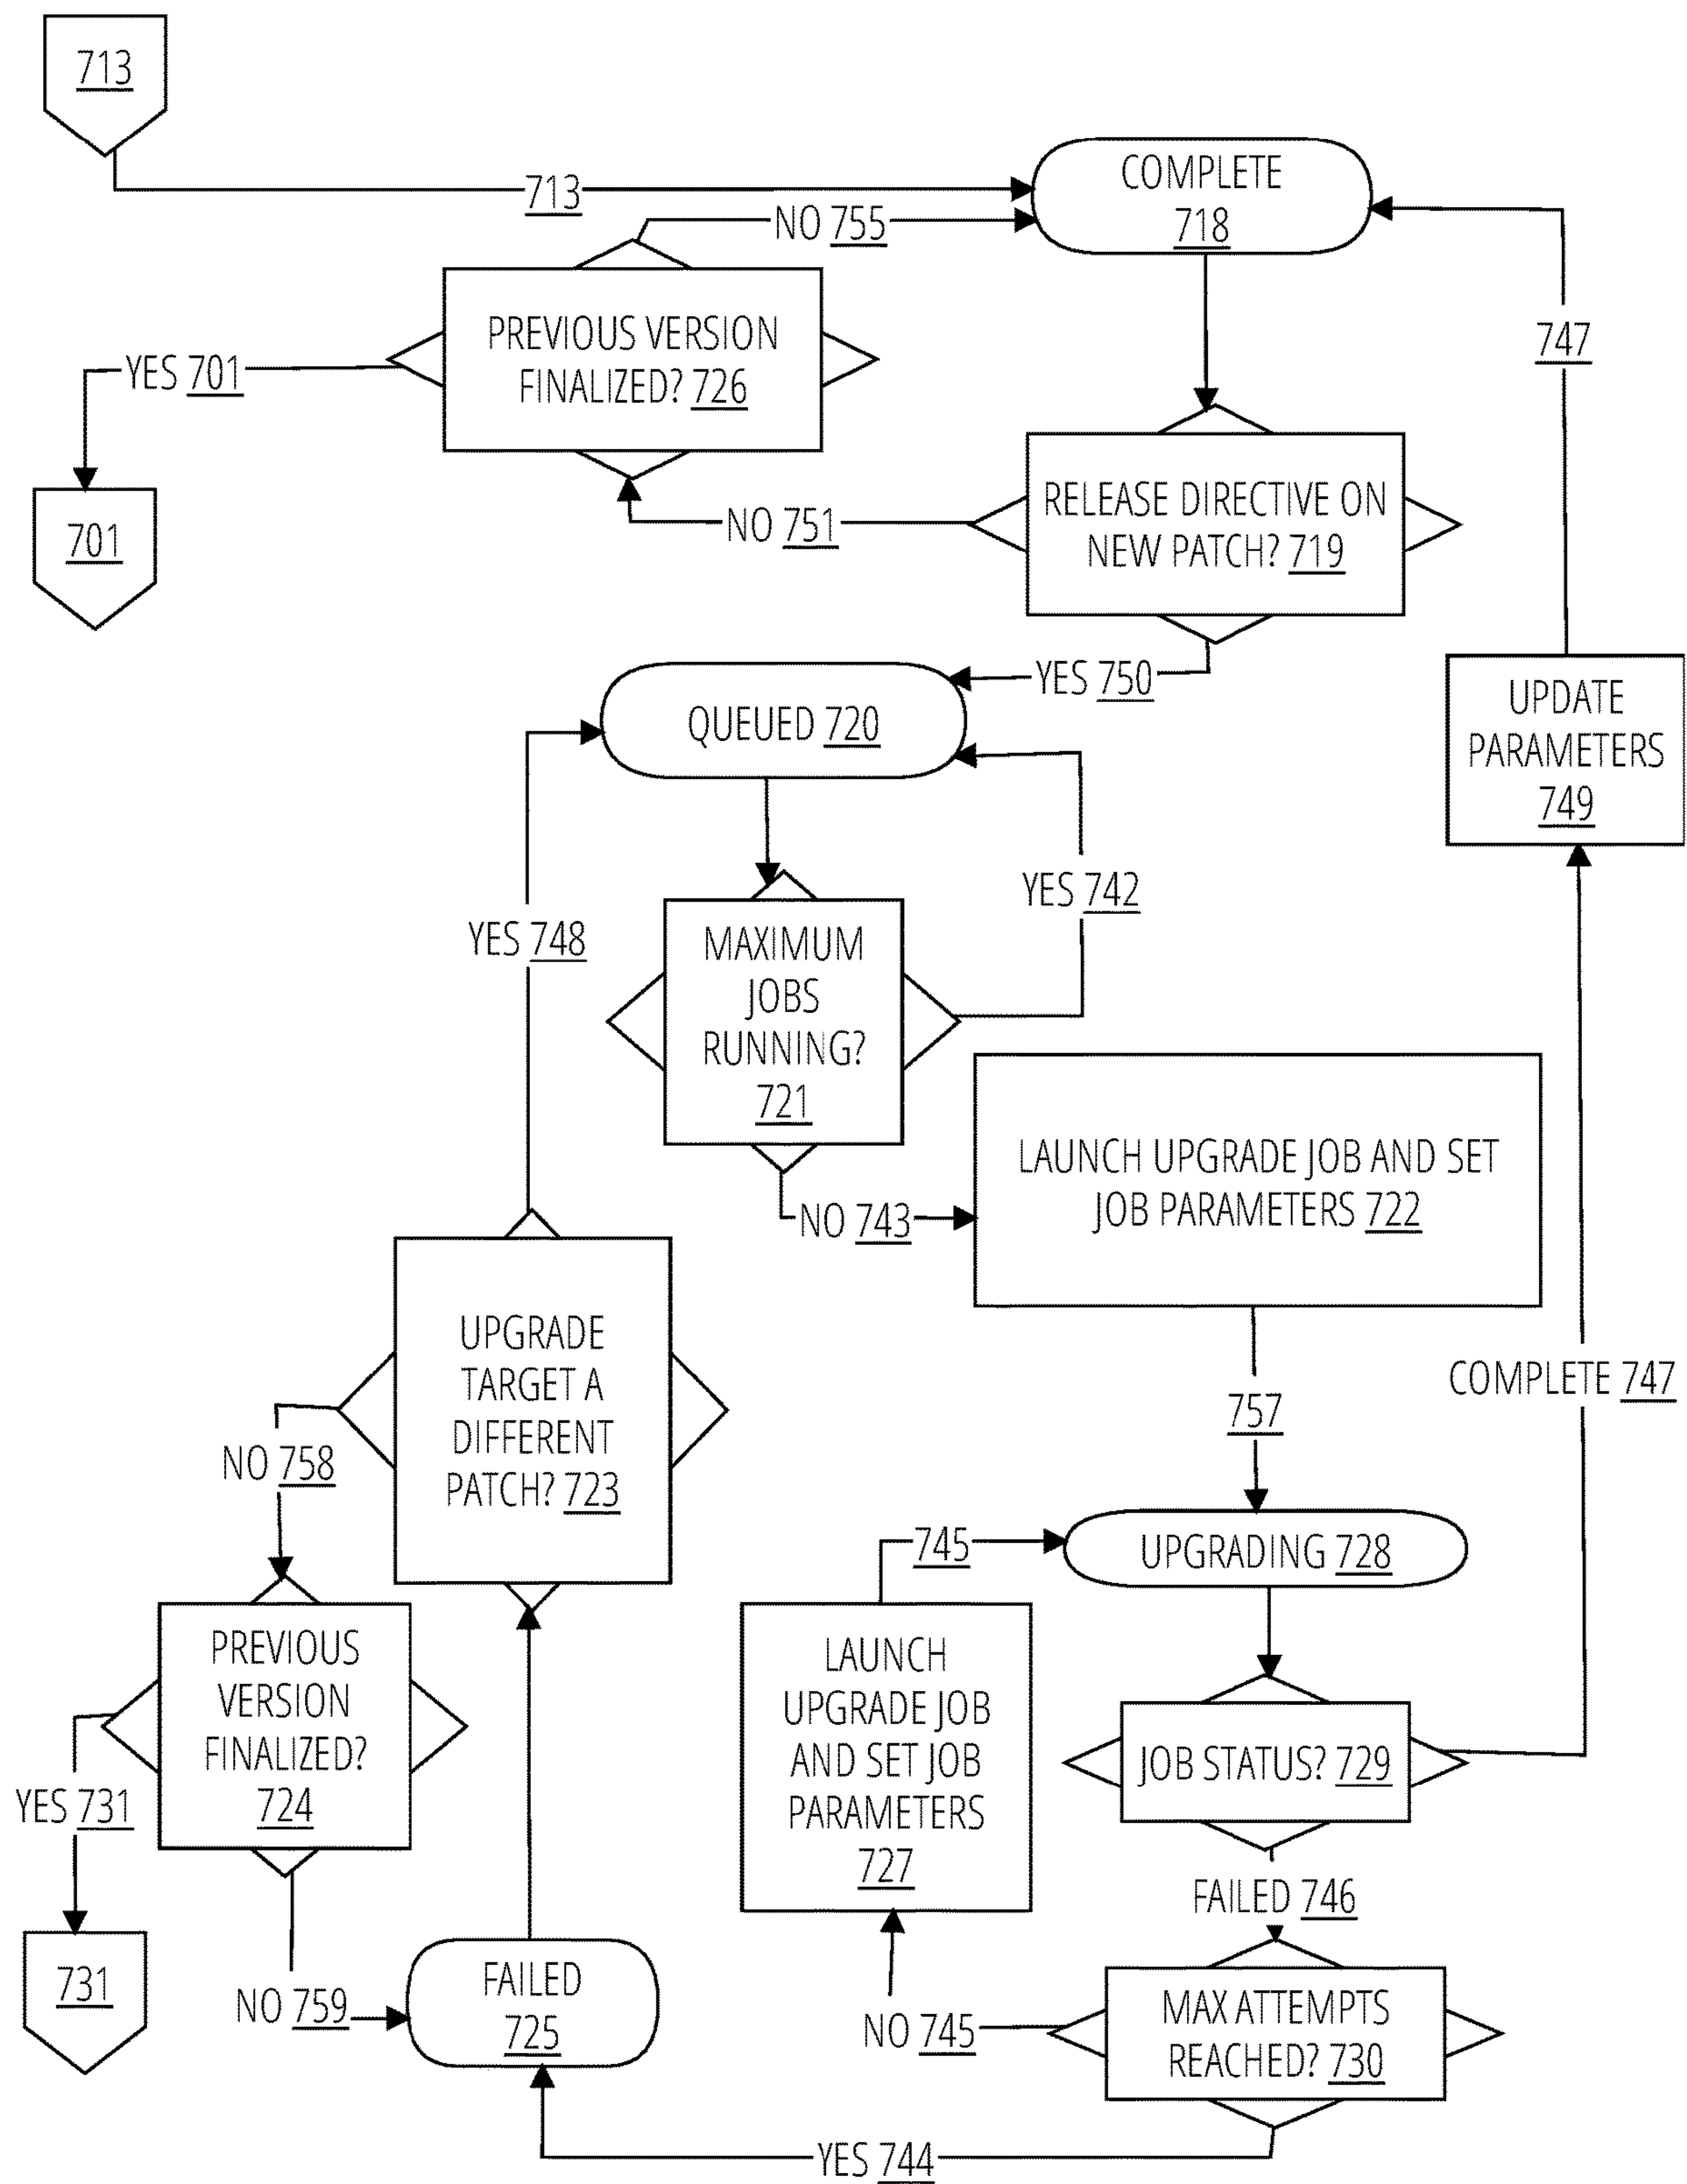 713
COMPLETE
718
713
NO 755
PREVIOUS VERSION
FINALIZED? 726
YES 701
747
701
RELEASE DIRECTIVE ON
NEW PATCH? 719
NO 751
YES 750
QUEUED 720
UPDATE
PARAMETERS
749
YES 742
YES 748
MAXIMUM
JOBS
RUNNING?
721
LAUNCH UPGRADE JOB AND SET
JOB PARAMETERS 722
NO 743
UPGRADE
TARGET A
DIFFERENT
PATCH? 723
COMPLETE 747
757
NO 758
745
UPGRADING 728
PREVIOUS
VERSION
FINALIZED?
724
LAUNCH
UPGRADE JOB
AND SET JOB
PARAMETERS
727
JOB STATUS? 729
YES 731
FAILED 746
731
NO 759
FAILED
725
NO 745
MAX ATTEMPTS
REACHED? 730
YES 744